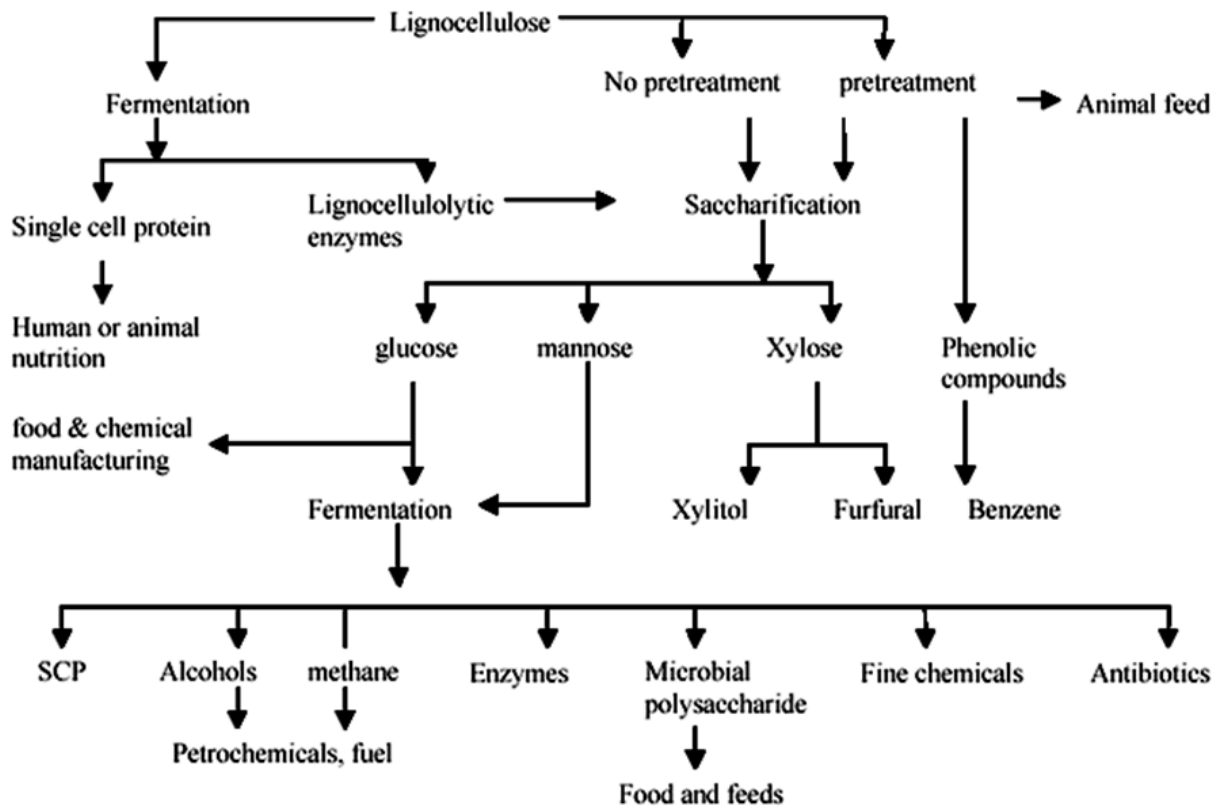 Lignocellulose
No pretreatment
pretreatment
Fermentation
Animal feed
Single cell protein
Lignocellulolytic
enzymes
Saccharification
Human or animal
nutrition
glucose
mannose
Xylose
Phenolic
compounds
food & chemical
manufacturing
Fermentation
Xylitol
Furfural
Benzene
SCP
Alcohols
methane
Enzymes
Microbial
polysaccharide
Fine chemicals
Antibiotics
Petrochemicals, fuel
Food and feeds